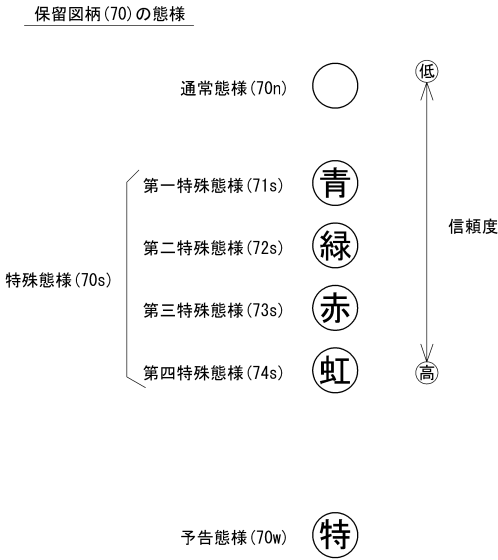 保留図柄(70)の態様
低
通常態様(70n)
第一特殊態様(71s) 青
信頼度
第二特殊態様(72s) 緑
特殊態様(70s)
第三特殊態様(73s) 赤
第四特殊態様(74s) 虹
高
予告態様(70w) 特